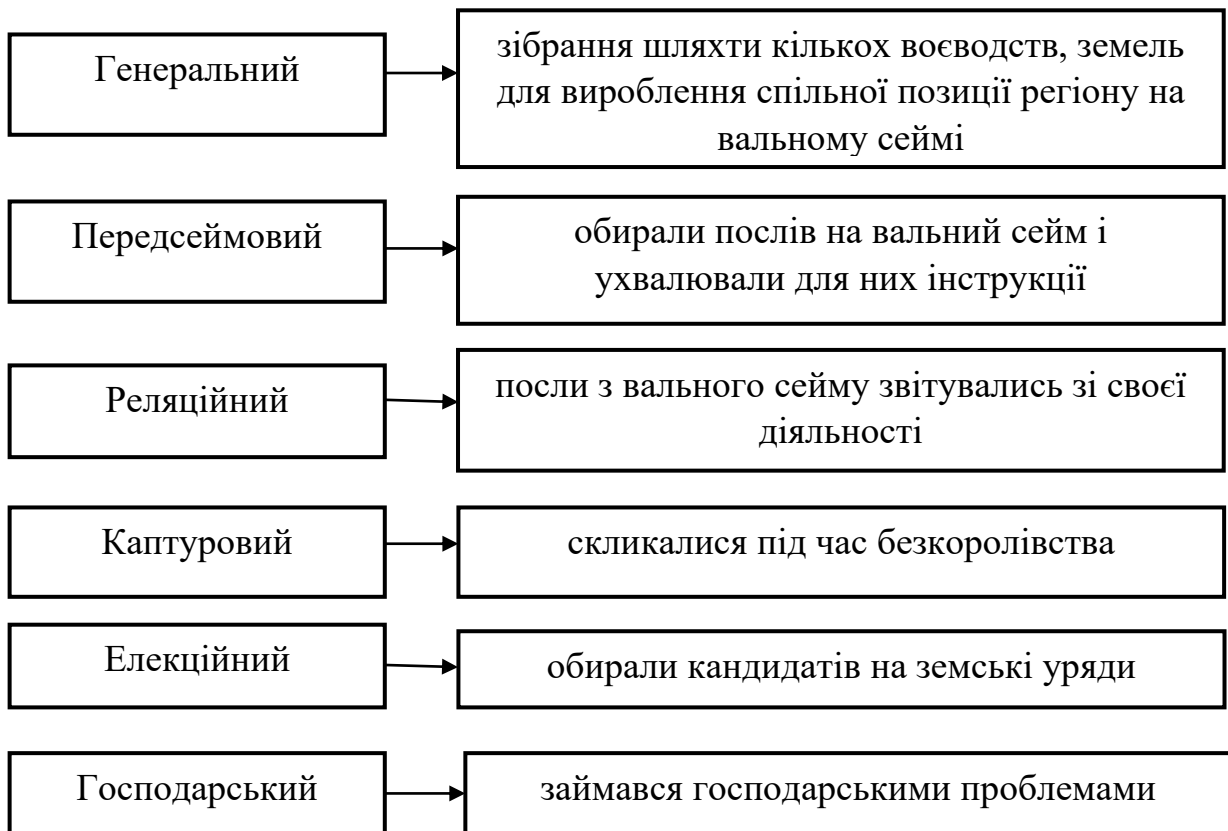 Генеральний
зібрання шляхти кількох воєводств, земель
для вироблення спільної позиції регіону на
вальному сеймі
Передсеймовий
обирали послів на вальний сейм і
ухвалювали для них інструкції
Реляційний
посли з вального сейму звітувались зі своєї
діяльності
Каптуровий
скликалися під час безкоролівства
Елекційний
обирали кандидатів на земські уряди
Господарський
займався господарськими проблемами